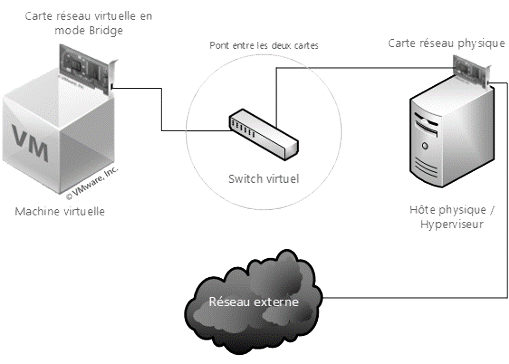 Carte réseau virtuelle en
mode Bridge
Pont entre les deux cartes
Carte réseau physique
VM
© VMware, Inc.
Switch virtuel
Machine virtuelle
Hôte physique /
Hyperviseur
Réseau externe